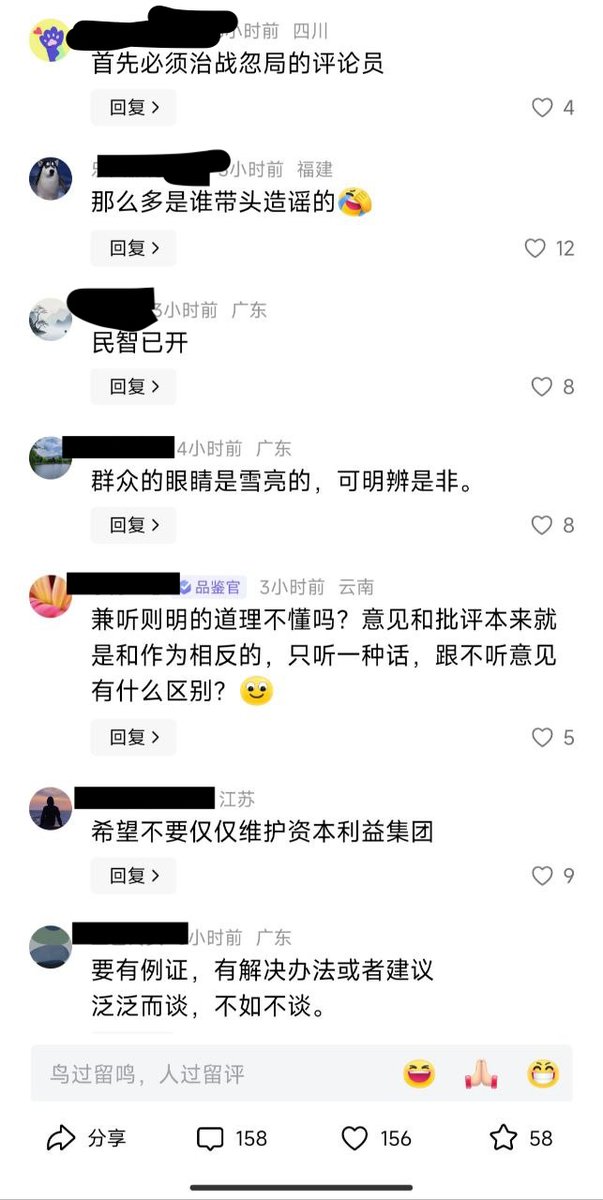 小时前 四川
首先必须治战忽局的评论员
回复 >
4
小时前 福建
那么多是谁带头造谣的
回复 >
12
3小时前 广东
民智已开
回复 >
8
4小时前 广东
群众的眼睛是雪亮的，可明辨是非。
回复 >
8
品鉴官 3小时前 云南
兼听则明的道理不懂吗？意见和批评本来就
是和作为相反的，只听一种话，跟不听意见
有什么区别？
回复 >
5
江苏
希望不要仅仅维护资本利益集团
回复 >
9
小时前 广东
要有例证，有解决办法或者建议
泛泛而谈，不如不谈。
鸟过留鸣，人过留评
分享 158 156 58